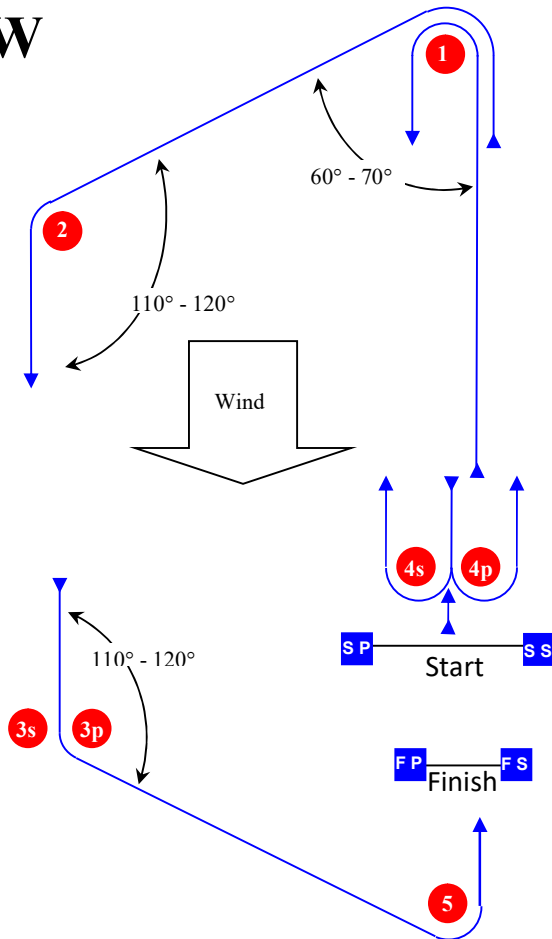 W
1
60° - 70°
2
110° - 120°
Wind
4s 4p
S P S S
Start
110° - 120°
3s 3p
F P F S
Finish
5